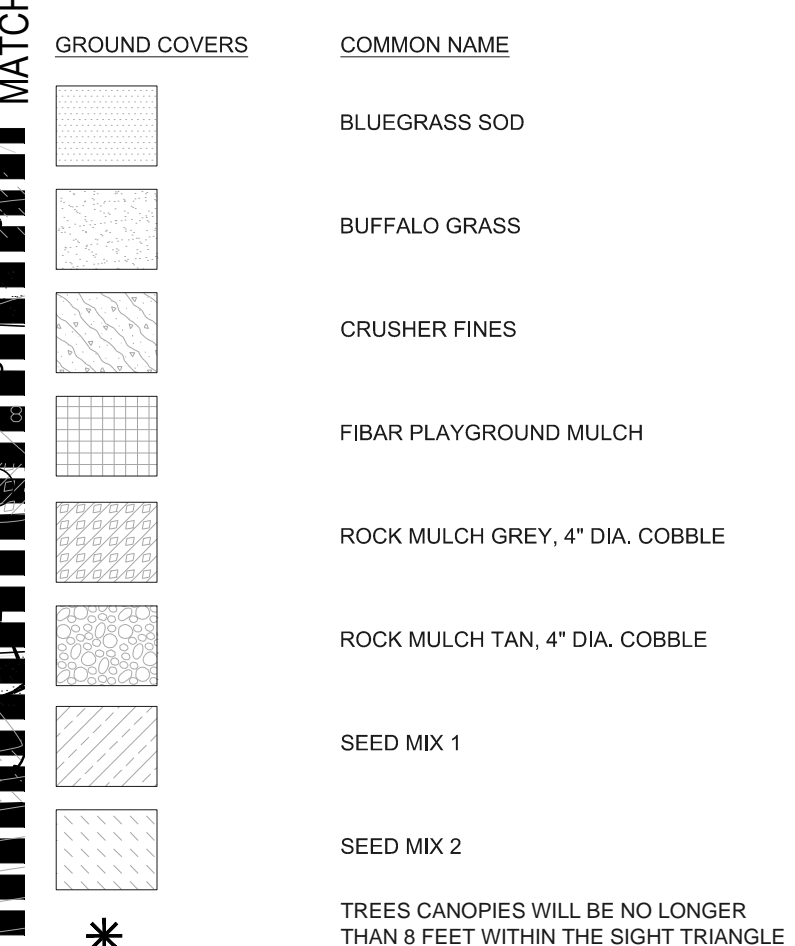 MATCH
GROUND COVERS
COMMON NAME
BLUEGRASS SOD
BUFFALO GRASS
CRUSHER FINES
FIBAR PLAYGROUND MULCH
ROCK MULCH GREY, 4" DIA. COBBLE
ROCK MULCH TAN, 4" DIA. COBBLE
SEED MIX 1
SEED MIX 2
TREES CANOPIES WILL BE NO LONGER
THAN 8 FEET WITHIN THE SIGHT TRIANGLE